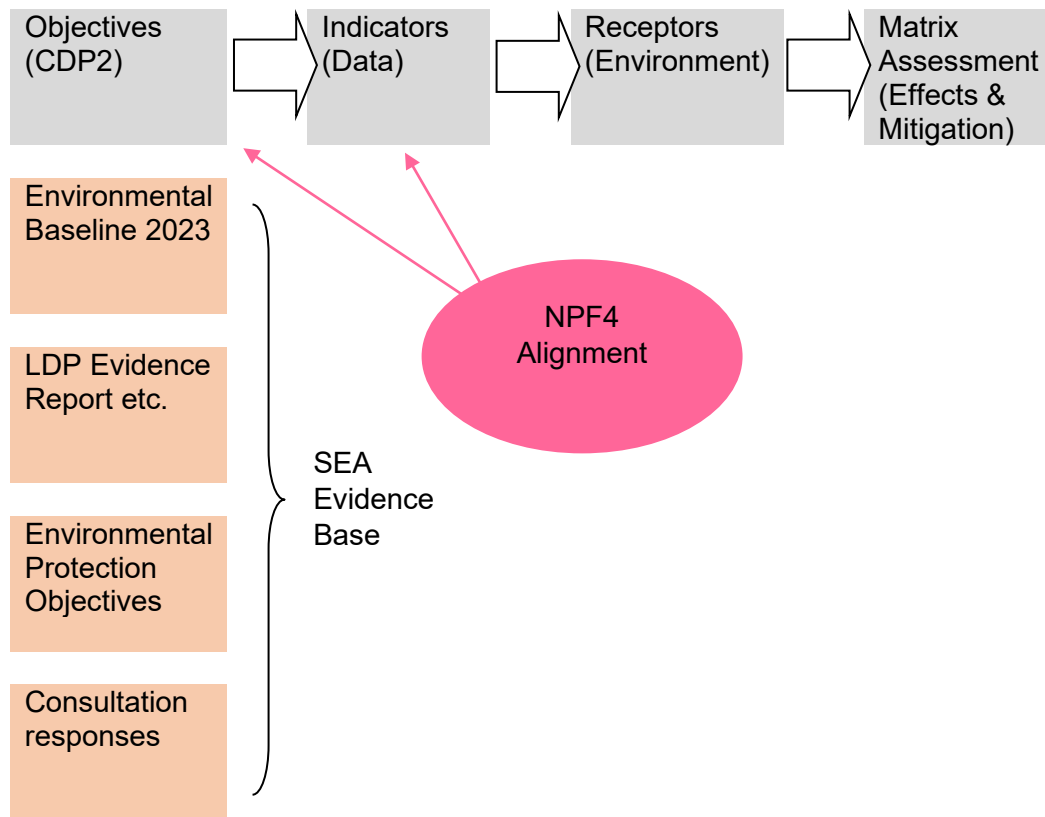 Objectives
(CDP2)
Indicators
(Data)
Receptors
(Environment)
Matrix
Assessment
(Effects &
Mitigation)
Environmental
Baseline 2023
NPF4
Alignment
LDP Evidence
Report etc.
SEA
Evidence
Base
Environmental
Protection
Objectives
Consultation
responses